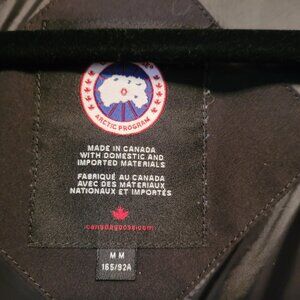 ARCTIC PROGRAM
MADE IN CANADA
WITH DOMESTIC AND
IMPORTED MATERIALS
FABRIQUÉ AU CANADA
AVEC DES MATÉRIAUX
NATIONAUX ET IMPORTÉS
canadagoose.com
M M
165/92A